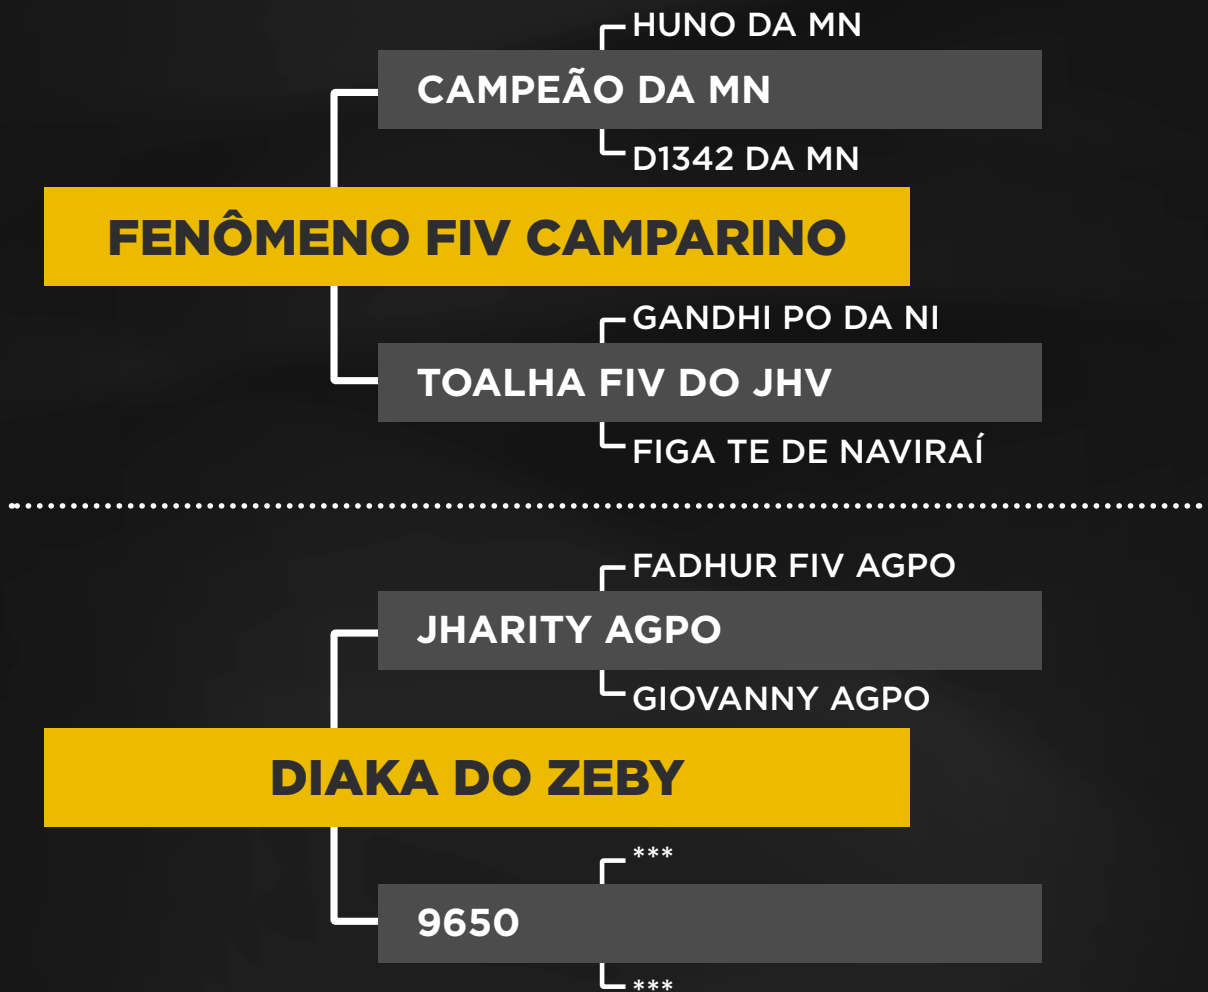 HUNO DA MN
CAMPEÃO DA MN
D1342 DA MN
FENÔMENO FIV CAMPARINO
GANDHI PO DA NI
TOALHA FIV DO JHV
FIGA TE DE NAVIRAÍ
FADHUR FIV AGPO
JHARITY AGPO
GIOVANNY AGPO
DIAKA DO ZEBY
***
9650
***